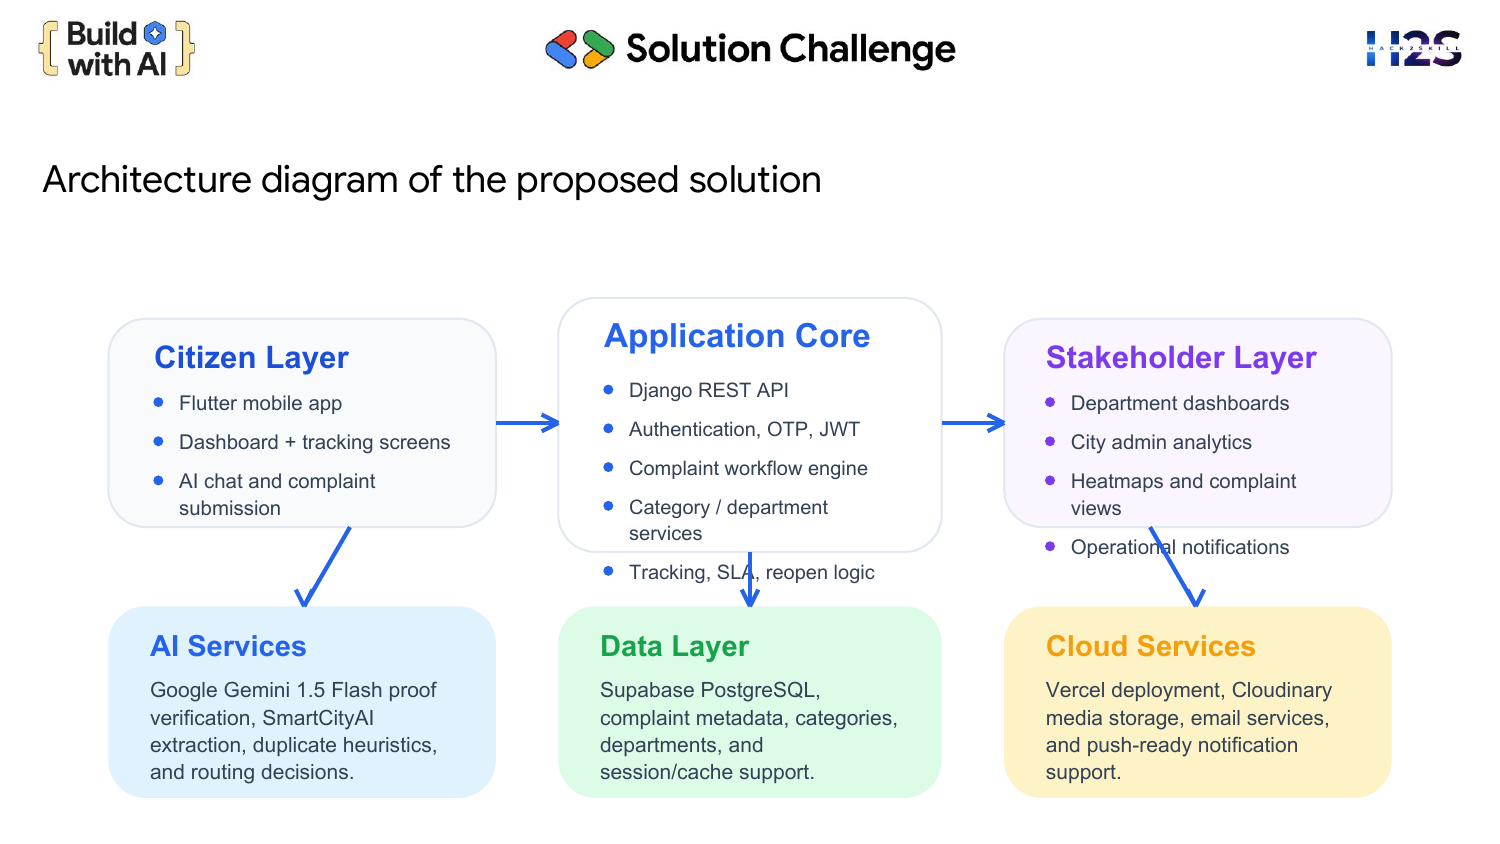 Build
with AI
Solution Challenge
H2S
HACK2SKILL
Architecture diagram of the proposed solution
Citizen Layer
Flutter mobile app
Dashboard + tracking screens
AI chat and complaint
submission
Application Core
Django REST API
Authentication, OTP, JWT
Complaint workflow engine
Category / department
services
Tracking, SLA, reopen logic
Stakeholder Layer
Department dashboards
City admin analytics
Heatmaps and complaint
views
Operational notifications
AI Services
Google Gemini 1.5 Flash proof
verification, SmartCityAI
extraction, duplicate heuristics,
and routing decisions.
Data Layer
Supabase PostgreSQL,
complaint metadata, categories,
departments, and
session/cache support.
Cloud Services
Vercel deployment, Cloudinary
media storage, email services,
and push-ready notification
support.